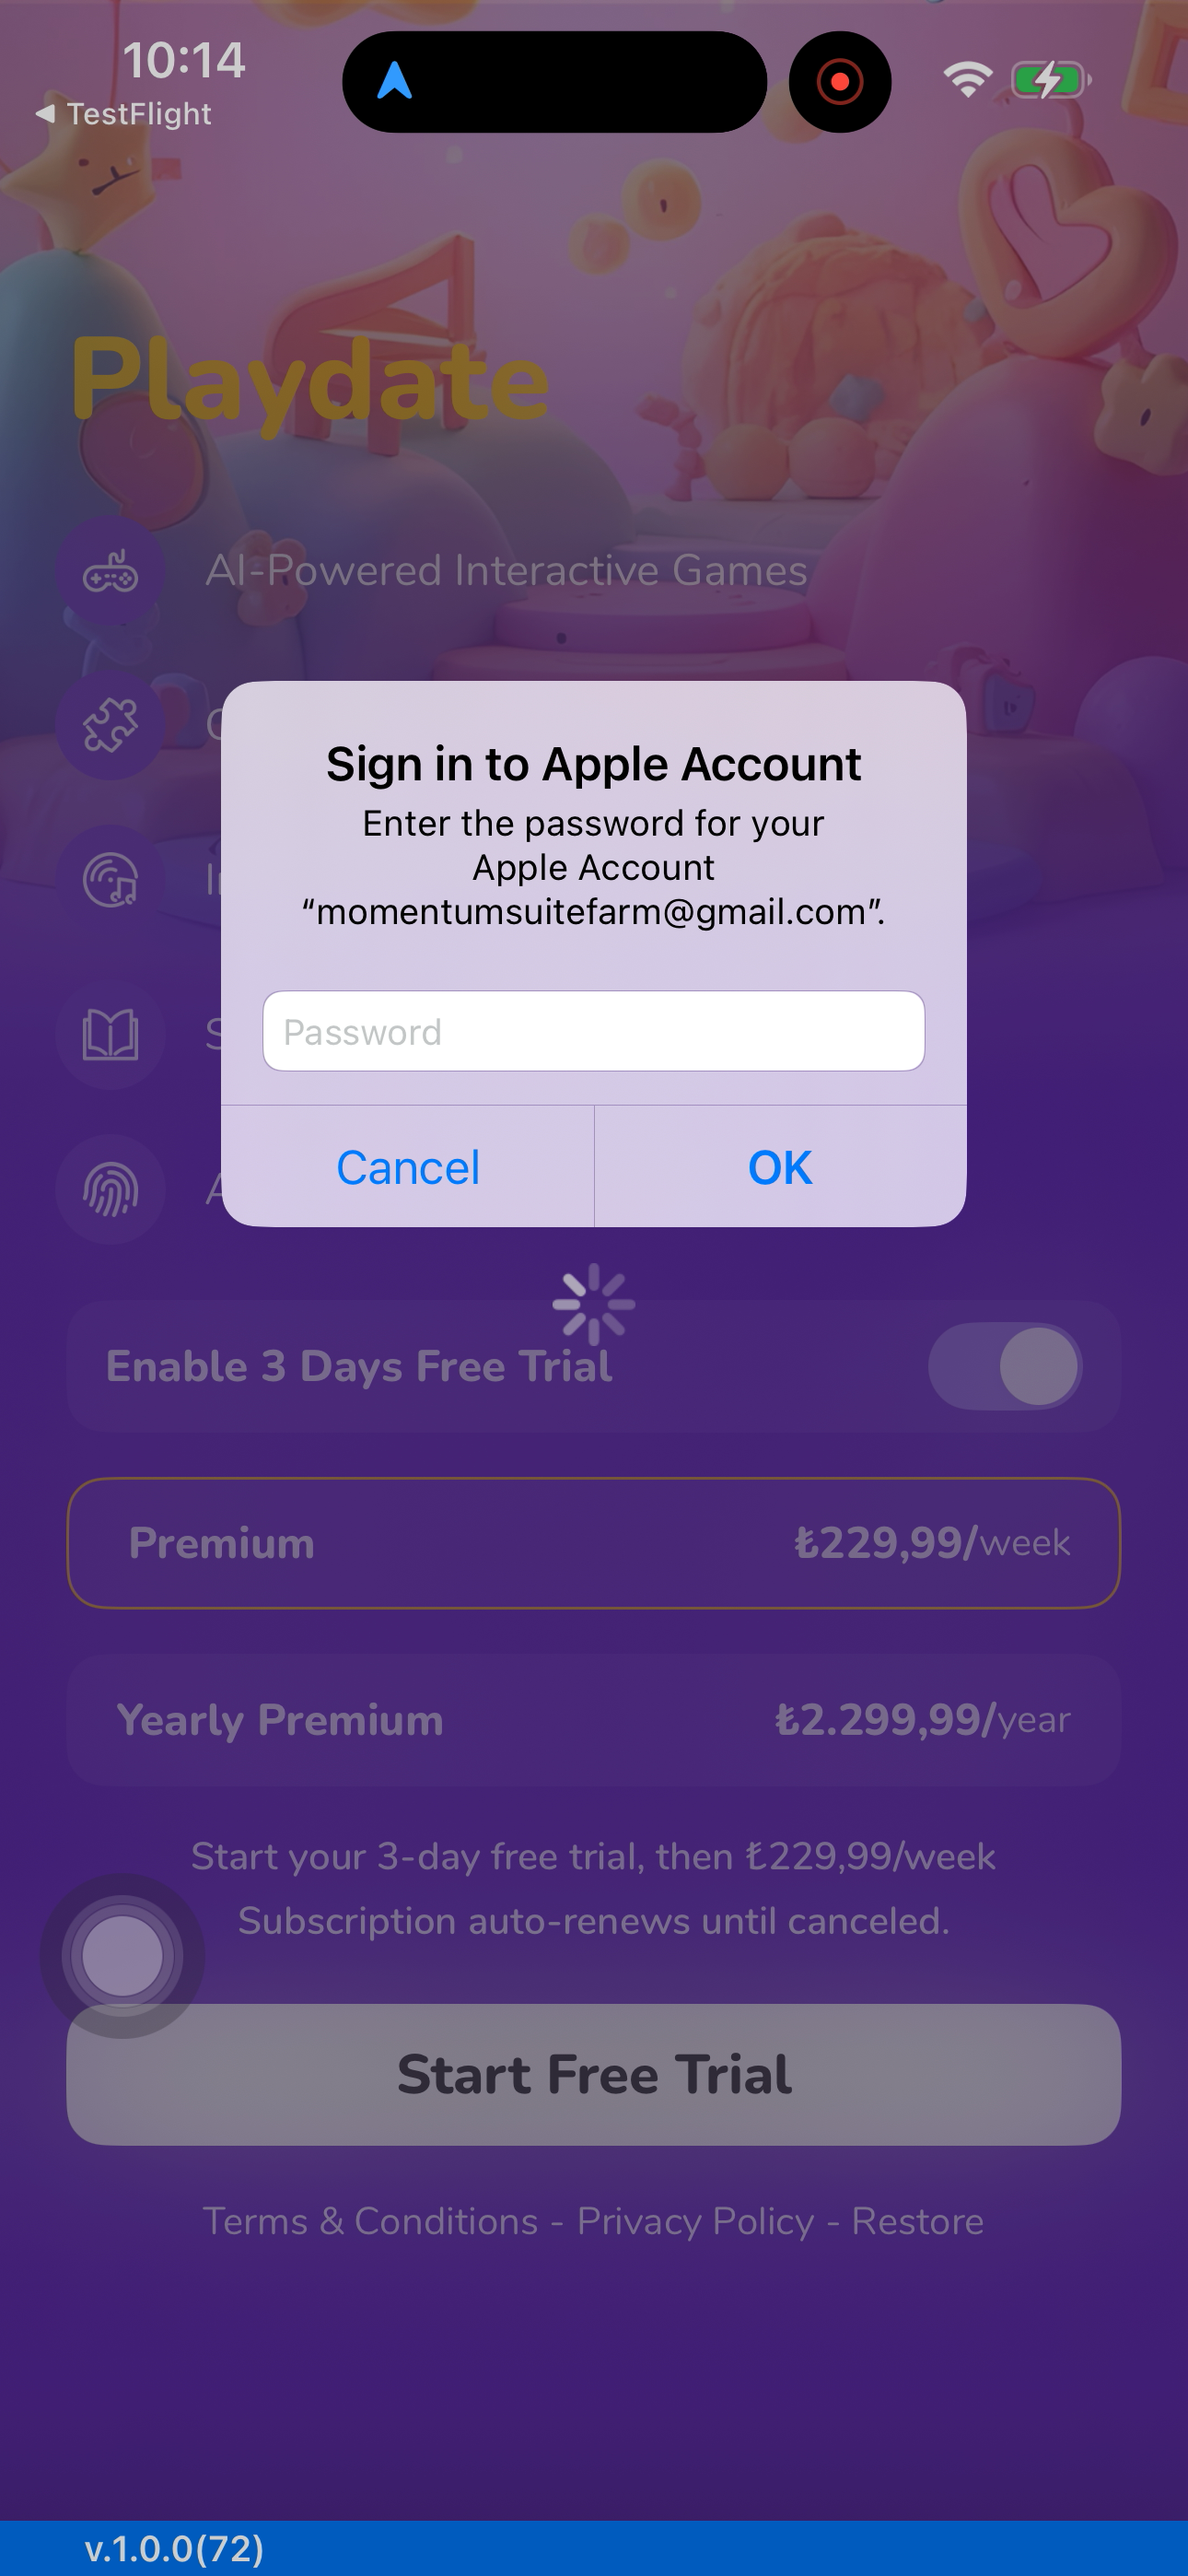 10:14
TestFlight
Playdate
AI-Powered Interactive Games
Sign in to Apple Account
Enter the password for your
Apple Account
“momentumsuitefarm@gmail.com”.
Password
Cancel
OK
Enable 3 Days Free Trial
Premium
₺229,99/week
Yearly Premium
₺2.299,99/year
Start your 3-day free trial, then ₺229,99/week
Subscription auto-renews until canceled.
Start Free Trial
Terms & Conditions - Privacy Policy - Restore
v.1.0.0(72)